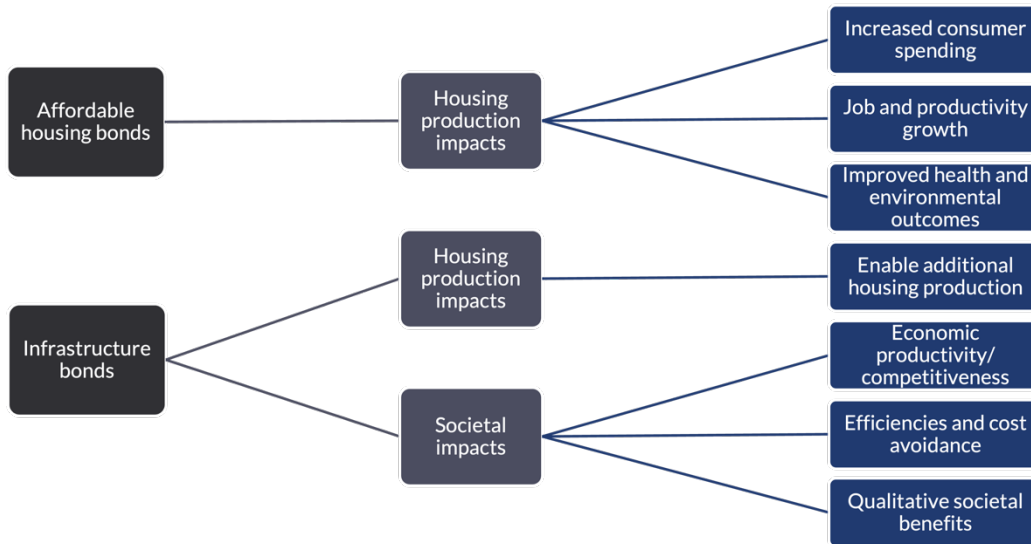 Affordable
housing bonds
Housing
production
impacts
Increased consumer
spending
Job and productivity
growth
Improved health and
environmental
outcomes
Infrastructure
bonds
Housing
production
impacts
Enable additional
housing production
Societal
impacts
Economic
productivity/
competitiveness
Efficiencies and cost
avoidance
Qualitative societal
benefits